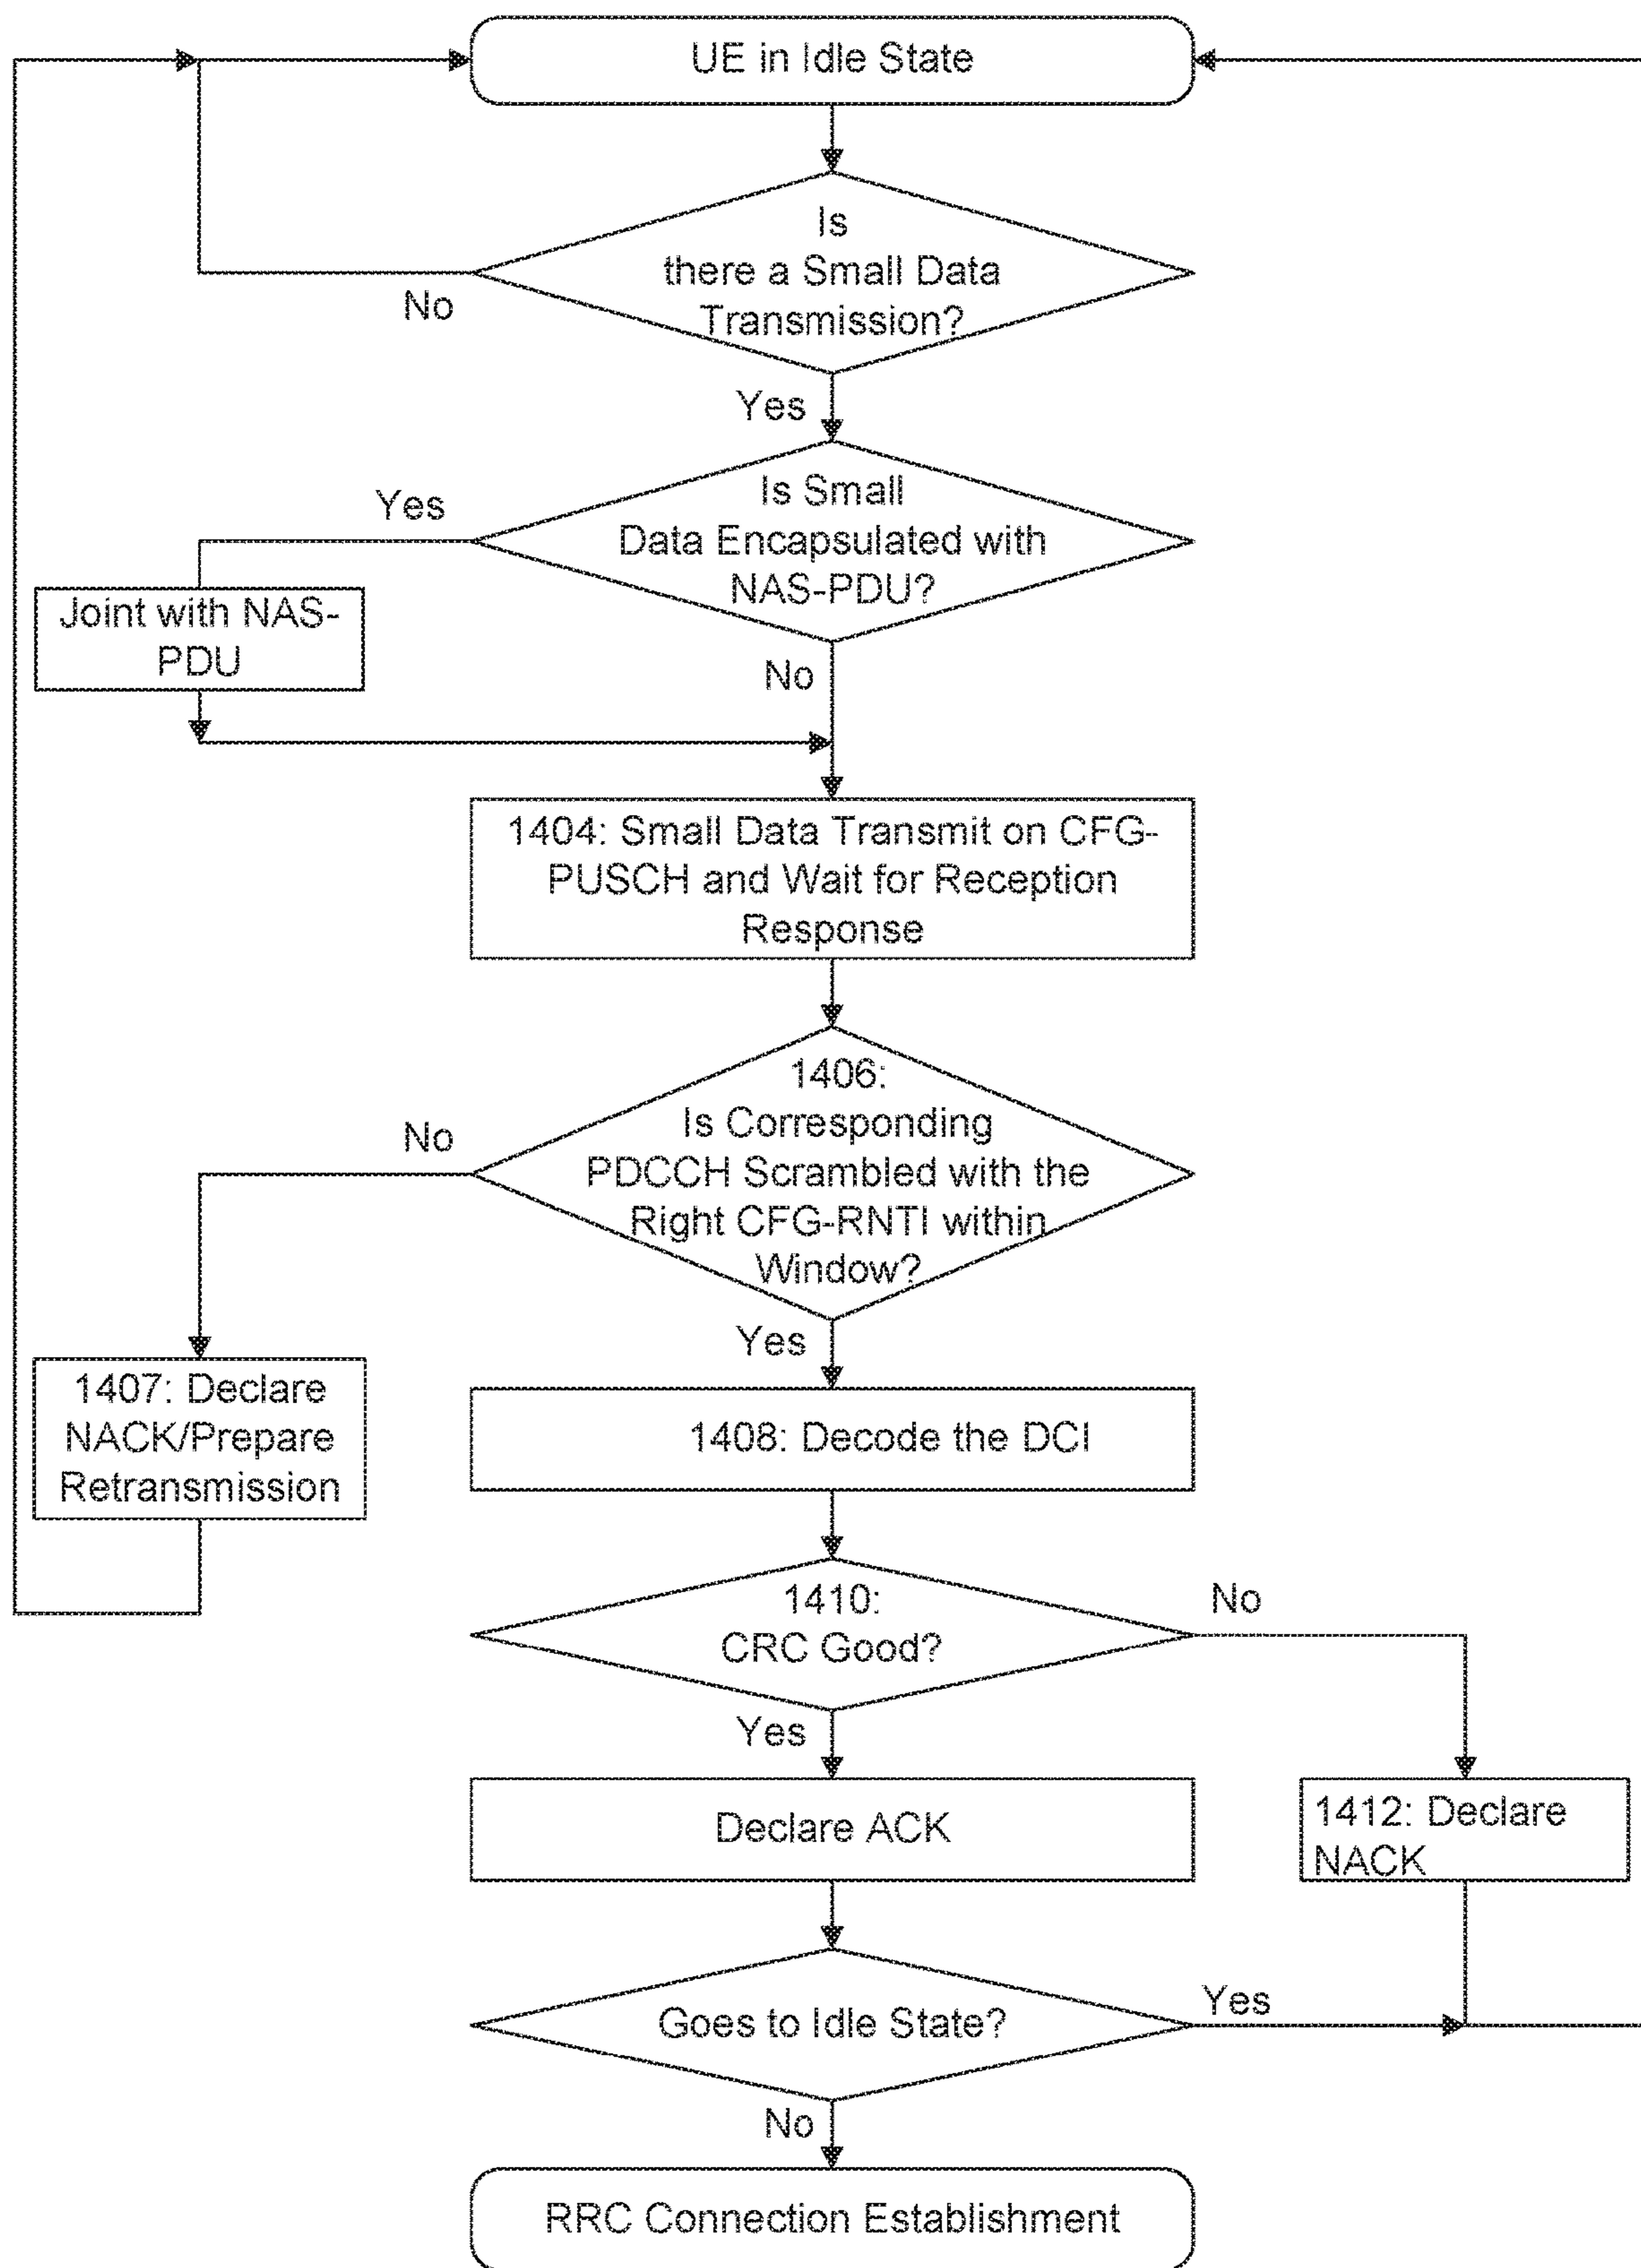 UE in Idle State
Is
there a Small Data
Transmission?
No
Yes
Is Small
Data Encapsulated with
NAS-PDU?
Yes
Joint with NAS-
PDU
No
1404: Small Data Transmit on CFG-
PUSCH and Wait for Reception
Response
1406:
Is Corresponding
PDCCH Scrambled with the
Right CFG-RNTI within
Window?
No
Yes
1407: Declare
NACK/Prepare
Retransmission
1408: Decode the DCI
1410:
CRC Good?
No
Yes
Declare ACK
1412: Declare
NACK
Goes to Idle State?
Yes
No
RRC Connection Establishment